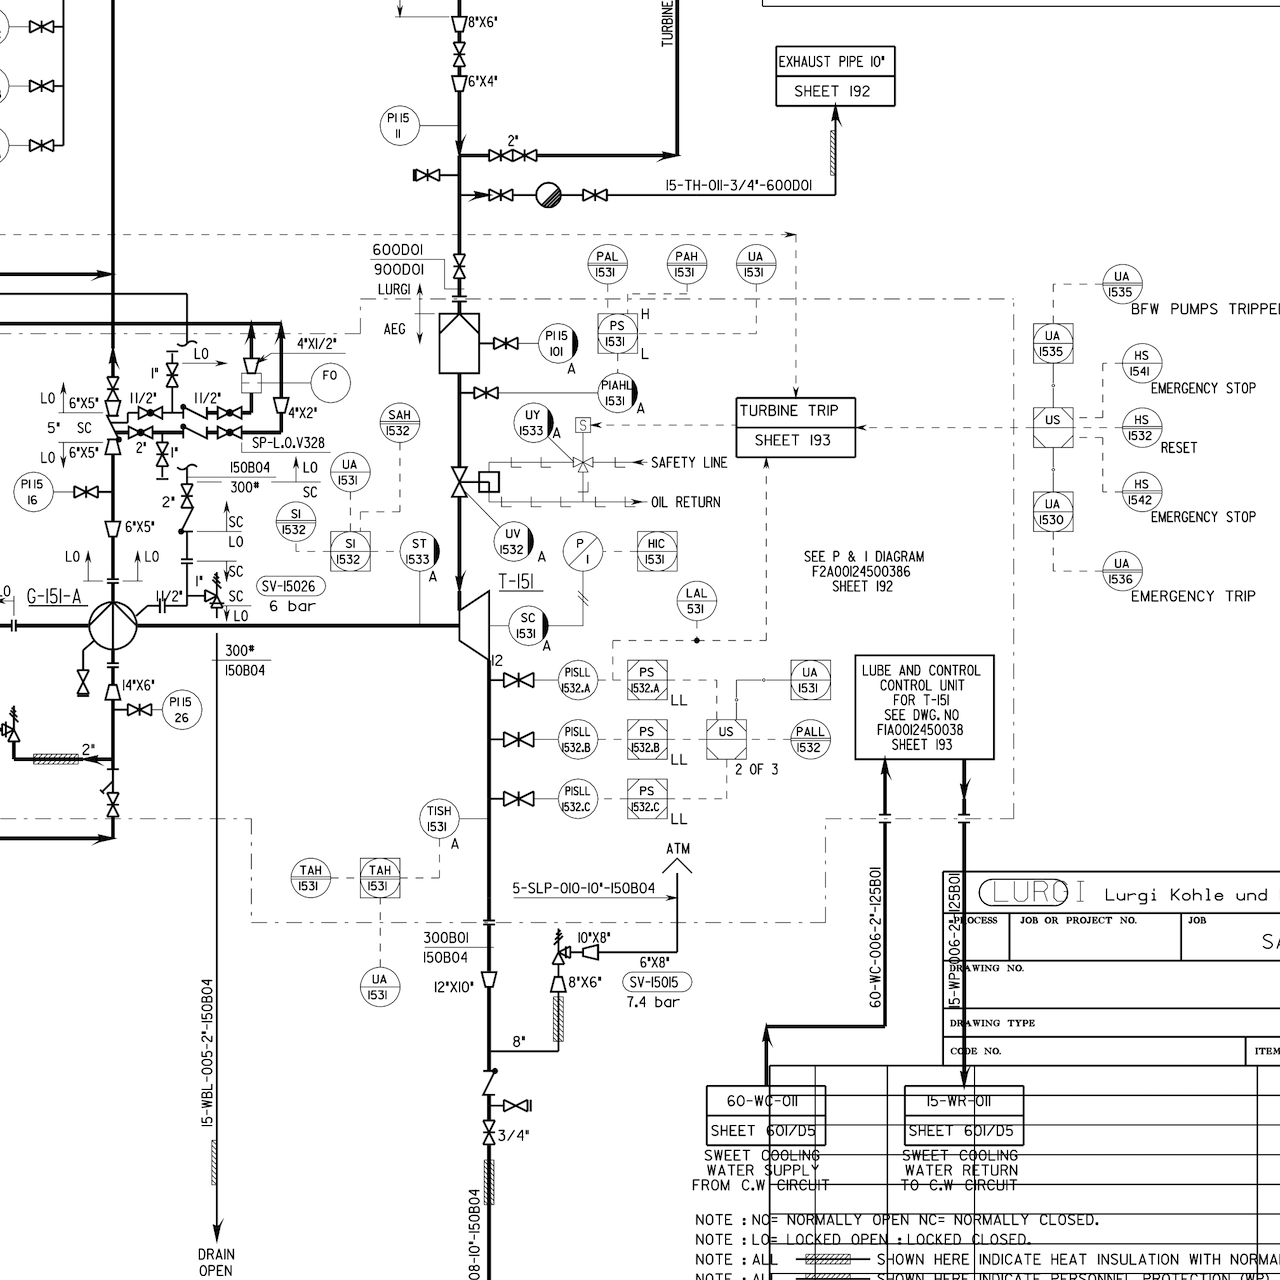 8"X6"
6"X4"
TURBINE
EXHAUST PIPE 10"
SHEET 192
PI 15
11
2"
15-TH-011-3/4"-600D01
600D01
900D01
LURGI
AEG
PAL
1531
PAH
1531
UA
1531
UA
1535
BFW PUMPS TRIPPE
PS
1531
H
L
PI 15
101
A
UA
1535
HS
1541
EMERGENCY STOP
4"X1/2"
FO
LO
1"
LO
6"X5"
11/2"
11/2"
4"X2"
5"
SC
LO
6"X5"
2"
1"
SP-L.O.V328
SAH
1532
PIAHL
1531
A
UY
1533
A
S
TURBINE TRIP
SHEET 193
US
HS
1532
RESET
SAFETY LINE
OIL RETURN
HS
1542
EMERGENCY STOP
UA
1530
PI 15
16
150B04
300#
LO
SC
2"
SC
LO
UA
1531
SI
1532
SI
1532
ST
1533
A
UV
1532
A
P
1
HIC
1531
6"X5"
LO
LO
SC
SC
LO
1"
11/2"
LO
G-151-A
SV-15026
6 bar
T-151
SC
1531
A
LAL
531
SEE P & I DIAGRAM
F2A00124500386
SHEET 192
UA
1536
EMERGENCY TRIP
300#
150B04
12
14"X6"
PI 15
26
2"
PISLL
1532.A
PS
1532.A
LL
UA
1531
PISLL
1532.B
PS
1532.B
LL
US
2 OF 3
PALL
1532
PISLL
1532.C
PS
1532.C
LL
LUBE AND CONTROL
CONTROL UNIT
FOR T-151
SEE DWG. NO
F1A0012450038
SHEET 193
TISH
1531
A
TAH
1531
TAH
1531
UA
1531
ATM
5-SLP-010-10"-150B04
300B01
150B04
12"X10"
10"X8"
8"X6"
6"X8"
SV-15015
7.4 bar
8"
3/4"
15-WBL-005-2"-150B04
08-10"-150B04
60-WC-006-2"-125B01
15-WP-006-2"-125B01
LURGI
Lurgi Kohle und
PROCESS
JOB OR PROJECT NO.
JOB
SA
DRAWING NO.
DRAWING TYPE
CODE NO.
ITEM
60-WC-011
SHEET 601/D5
SWEET COOLING
WATER SUPPLY
FROM C.W CIRCUIT
15-WR-011
SHEET 601/D5
SWEET COOLING
WATER RETURN
TO C.W CIRCUIT
DRAIN
OPEN
NOTE : NO= NORMALLY OPEN NC= NORMALLY CLOSED.
NOTE : LO= LOCKED OPEN : LOCKED CLOSED.
NOTE : ALL SHOWN HERE INDICATE HEAT INSULATION WITH NORMA
NOTE : ALL SHOWN HERE INDICATE PERSONNEL PROTECTION